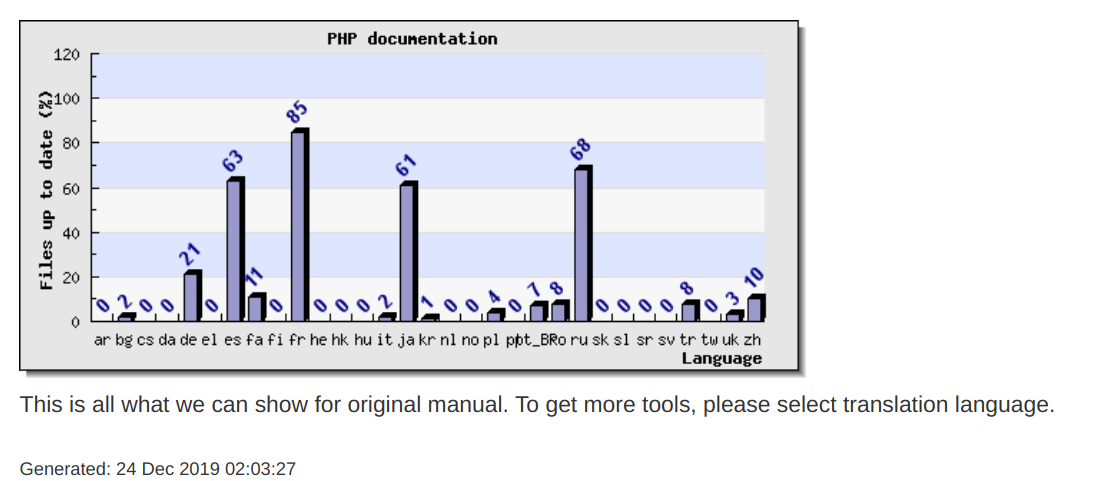 PHP documentation
Files up to date (%)
120
100
80
60
40
20
0
0 2 0 0 21 0 63 11 0 85 0 0 0 2 61 1 0 0 4 0 7 8 68 0 0 0 0 8 0 3 10
ar bg cs da de el es fa fi fr he hk hu it ja kr nl no pl pt pt_BR ro ru sk sl sr sv tr tw uk zh
Language
This is all what we can show for original manual. To get more tools, please select translation language.
Generated: 24 Dec 2019 02:03:27